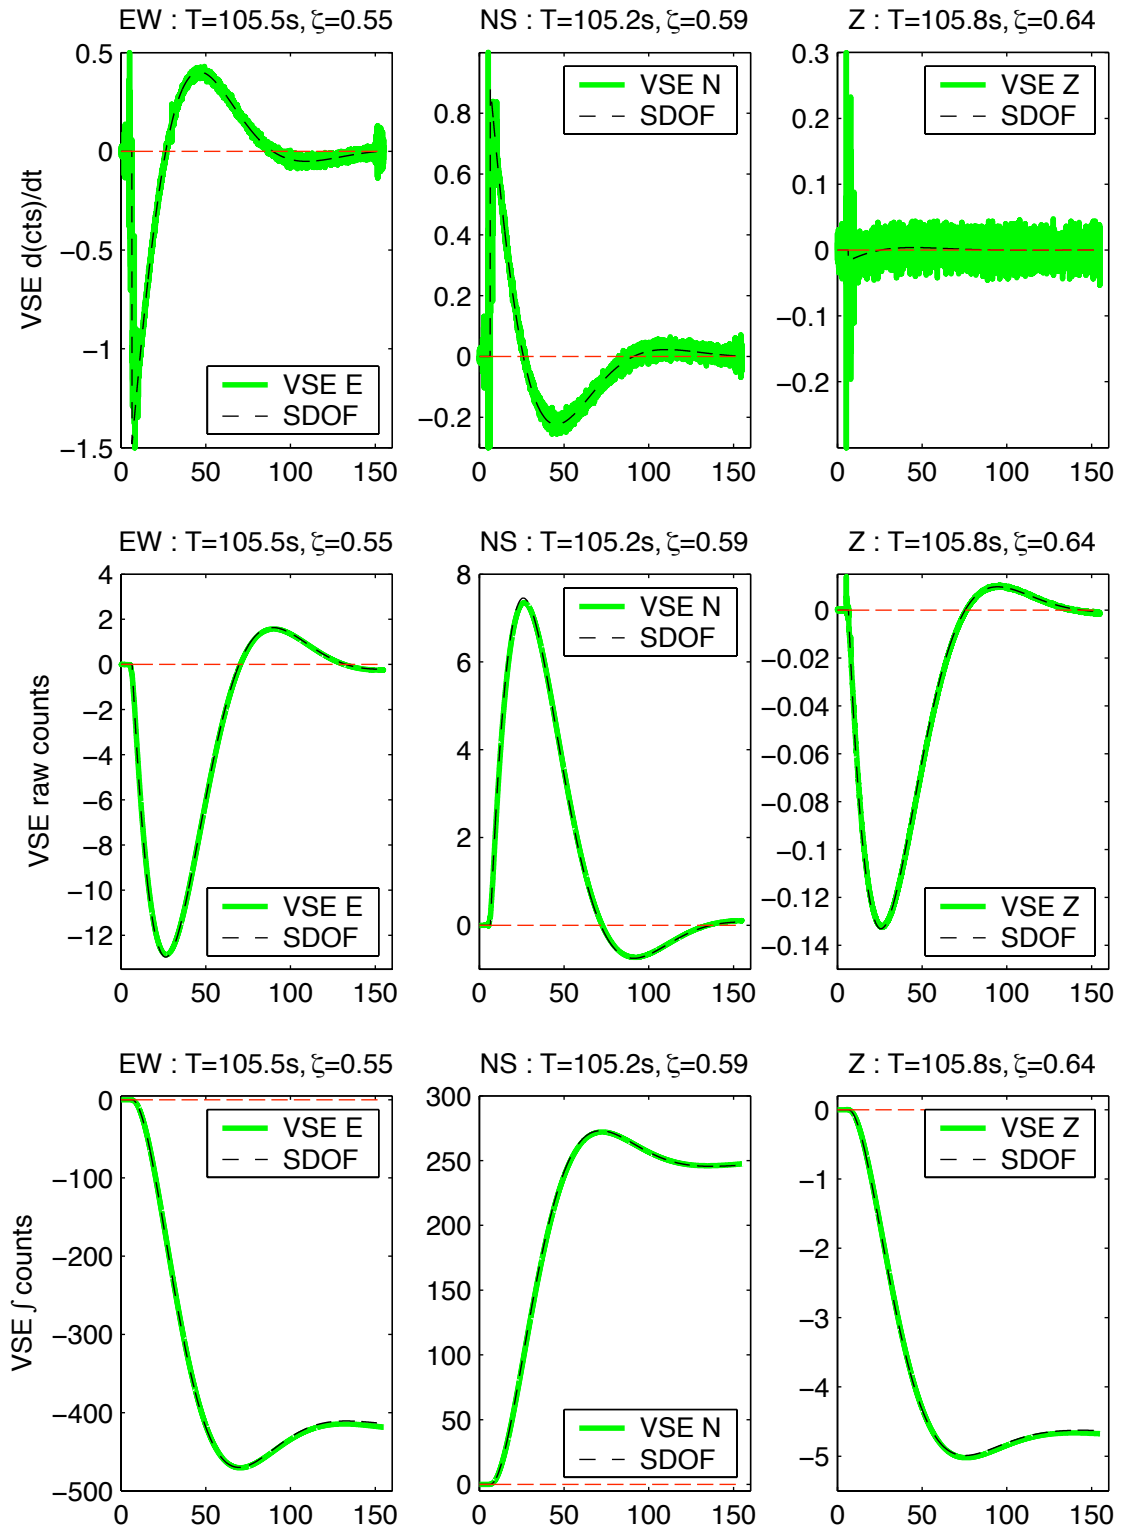 EW : T=105.5s, ζ=0.55
NS : T=105.2s, ζ=0.59
Z : T=105.8s, ζ=0.64
VSE d(cts)/dt
0.5
0
−0.5
−1
−1.5
0 50 100 150
VSE E
SDOF
0.8
0.6
0.4
0.2
0
−0.2
0 50 100 150
VSE N
SDOF
0.3
0.2
0.1
0
−0.1
−0.2
0 50 100 150
VSE Z
SDOF
EW : T=105.5s, ζ=0.55
NS : T=105.2s, ζ=0.59
Z : T=105.8s, ζ=0.64
VSE raw counts
4
2
0
−2
−4
−6
−8
−10
−12
0 50 100 150
VSE E
SDOF
8
6
4
2
0
0 50 100 150
VSE N
SDOF
0
−0.02
−0.04
−0.06
−0.08
−0.1
−0.12
−0.14
0 50 100 150
VSE Z
SDOF
EW : T=105.5s, ζ=0.55
NS : T=105.2s, ζ=0.59
Z : T=105.8s, ζ=0.64
VSE ∫ counts
0
−100
−200
−300
−400
−500
0 50 100 150
VSE E
SDOF
300
250
200
150
100
50
0
0 50 100 150
VSE N
SDOF
0
−1
−2
−3
−4
−5
0 50 100 150
VSE Z
SDOF